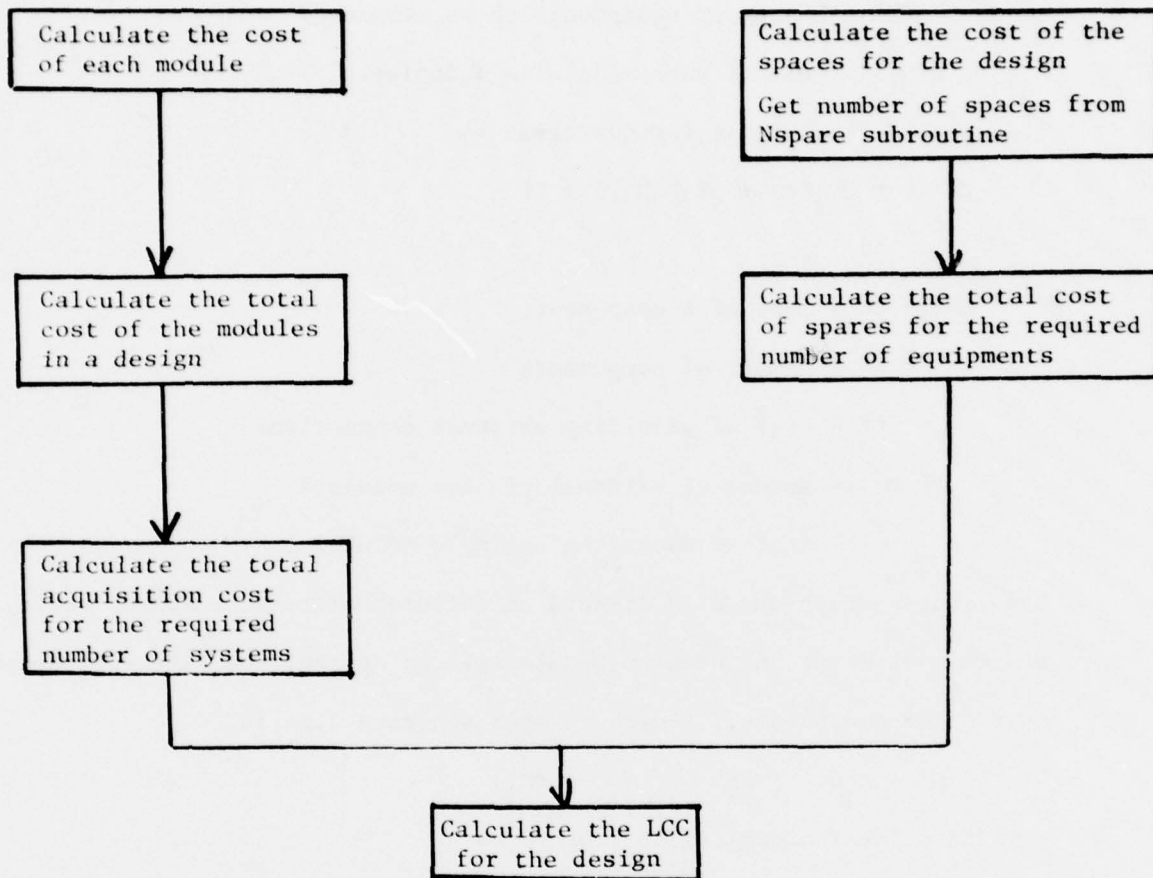 Calculate the cost
of each module
Calculate the cost of the
spaces for the design
Get number of spaces from
Nspare subroutine
Calculate the total
cost of the modules
in a design
Calculate the total cost
of spares for the required
number of equipments
Calculate the total
acquisition cost
for the required
number of systems
Calculate the LCC
for the design